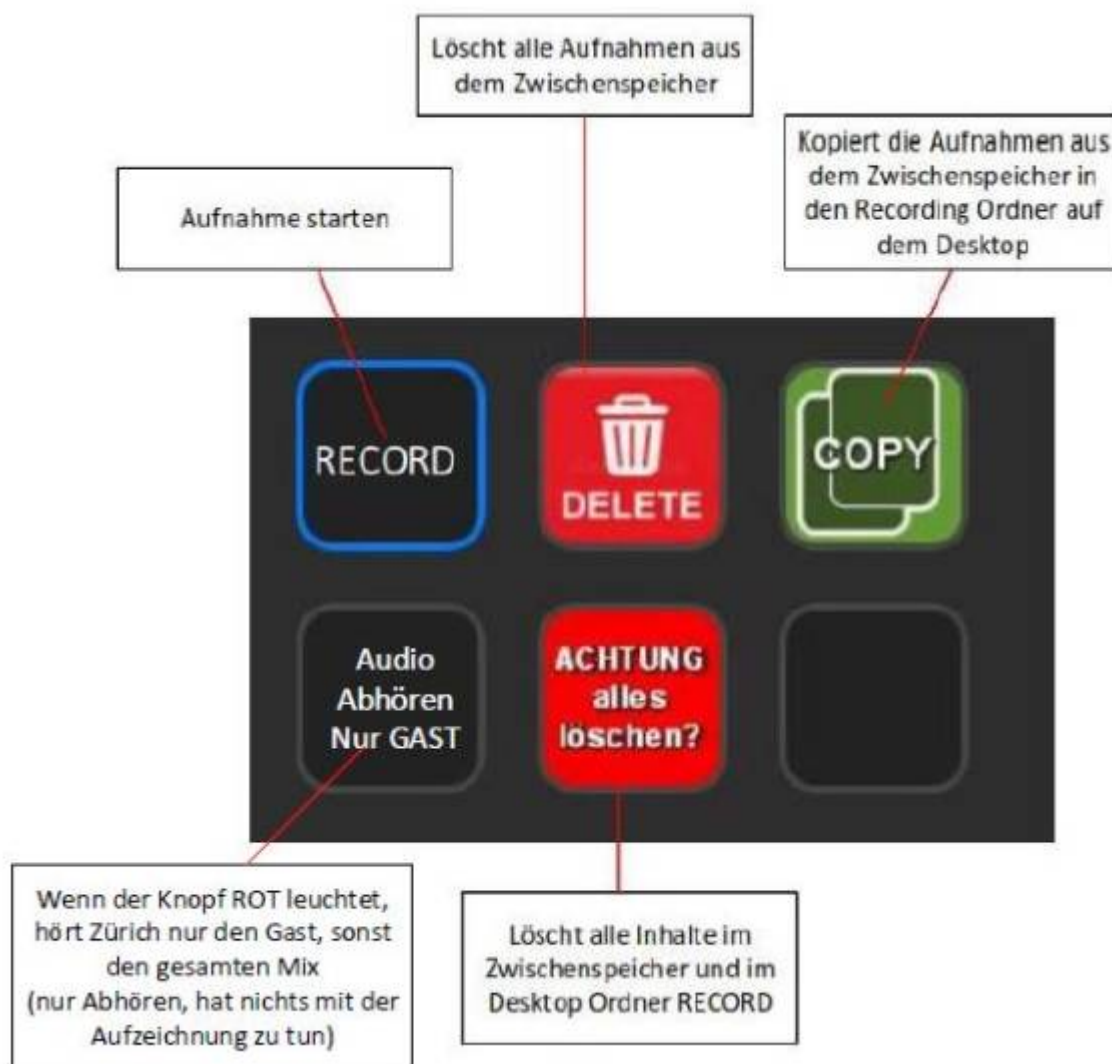 Löscht alle Aufnahmen aus
dem Zwischenspeicher
Kopiert die Aufnahmen aus
dem Zwischenspeicher in
den Recording Ordner auf
dem Desktop
Aufnahme starten
RECORD
DELETE
COPY
Audio
Abhören
Nur GAST
ACHTUNG
alles
löschen?
Wenn der Knopf ROT leuchtet,
hört Zürich nur den Gast, sonst
den gesamten Mix
(nur Abhören, hat nichts mit der
Aufzeichnung zu tun)
Löscht alle Inhalte im
Zwischenspeicher und im
Desktop Ordner RECORD